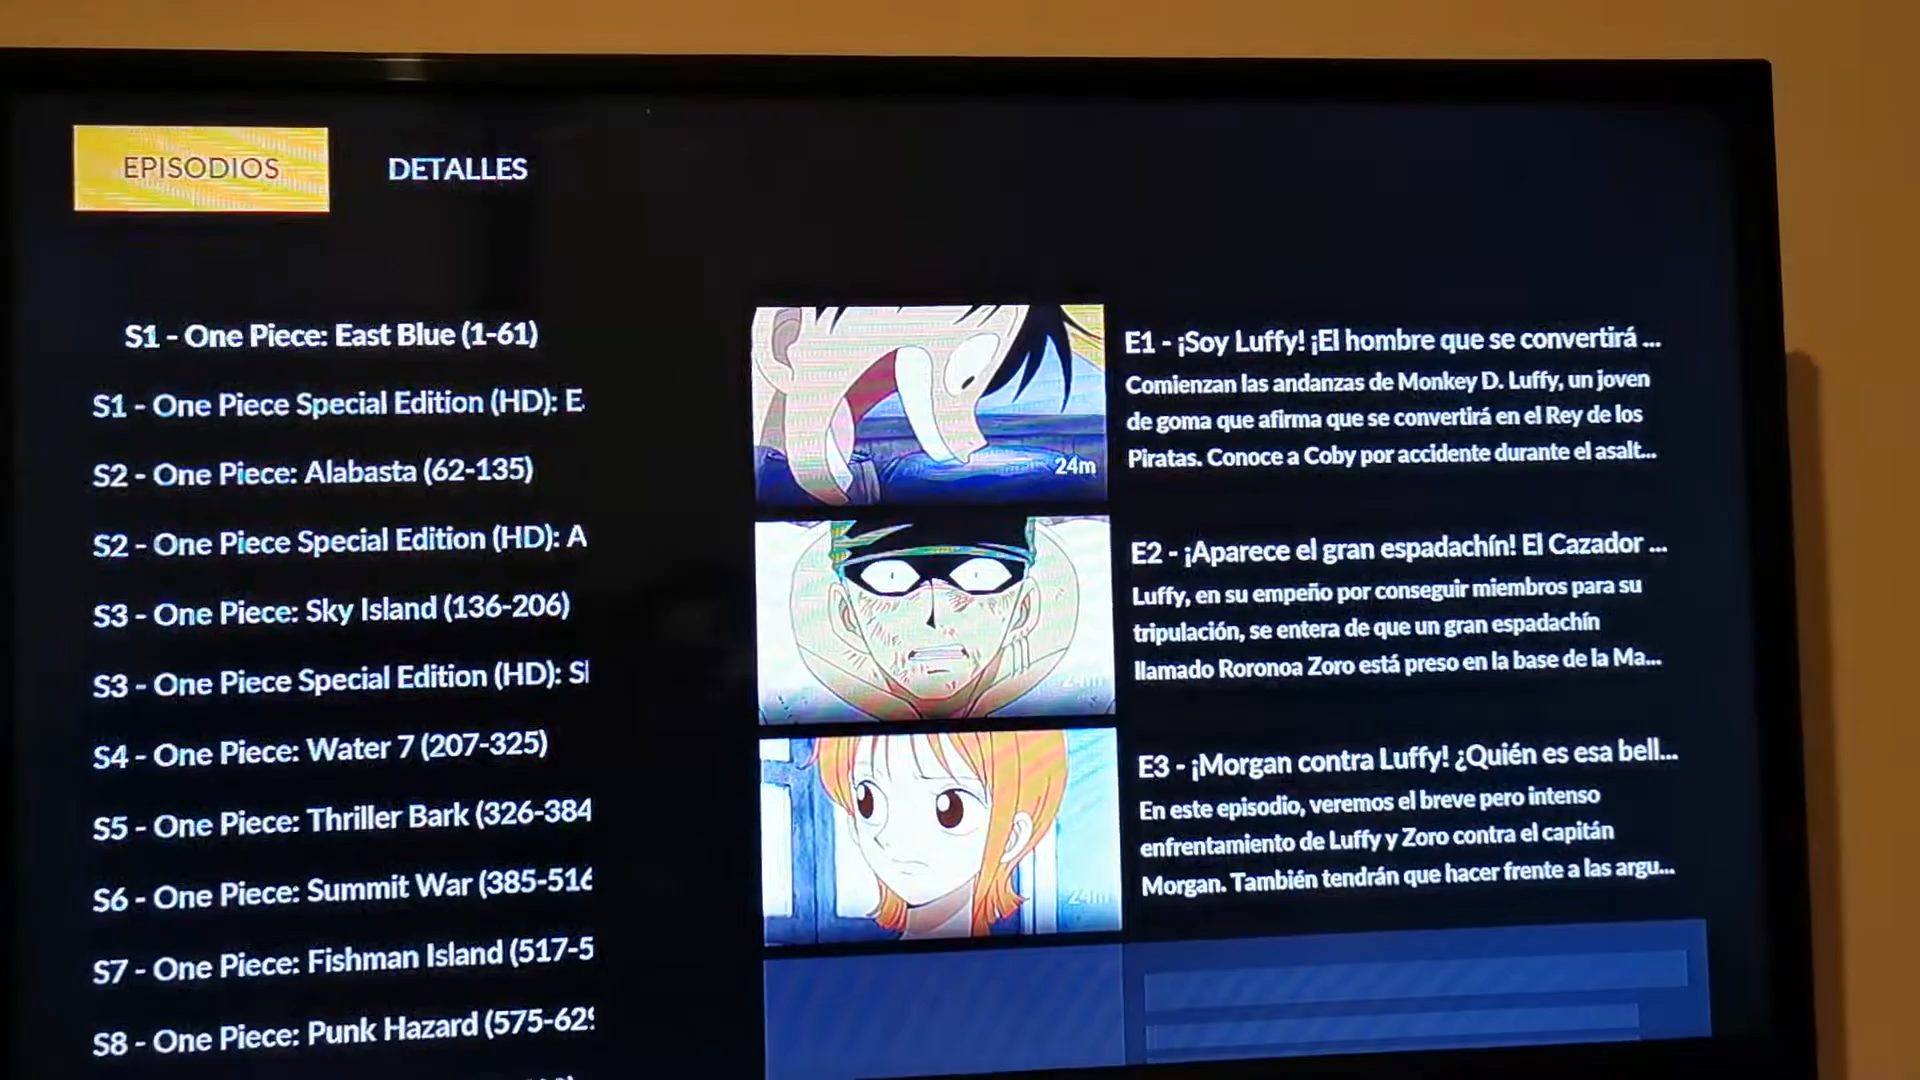 EPISODIOS
DETALLES
S1 - One Piece: East Blue (1-61)
S1 - One Piece Special Edition (HD): E
S2 - One Piece: Alabasta (62-135)
S2 - One Piece Special Edition (HD): A
S3 - One Piece: Sky Island (136-206)
S3 - One Piece Special Edition (HD): S
S4 - One Piece: Water 7 (207-325)
S5 - One Piece: Thriller Bark (326-384
S6 - One Piece: Summit War (385-516
S7 - One Piece: Fishman Island (517-5
S8 - One Piece: Punk Hazard (575-629
24m
E1 - ¡Soy Luffy! ¡El hombre que se convertirá ...
Comienzan las andanzas de Monkey D. Luffy, un joven
de goma que afirma que se convertirá en el Rey de los
Piratas. Conoce a Coby por accidente durante el asalt...
24m
E2 - ¡Aparece el gran espadachín! El Cazador ...
Luffy, en su empeño por conseguir miembros para su
tripulación, se entera de que un gran espadachín
llamado Roronoa Zoro está preso en la base de la Ma...
24m
E3 - ¡Morgan contra Luffy! ¿Quién es esa bell...
En este episodio, veremos el breve pero intenso
enfrentamiento de Luffy y Zoro contra el capitán
Morgan. También tendrán que hacer frente a las argu...